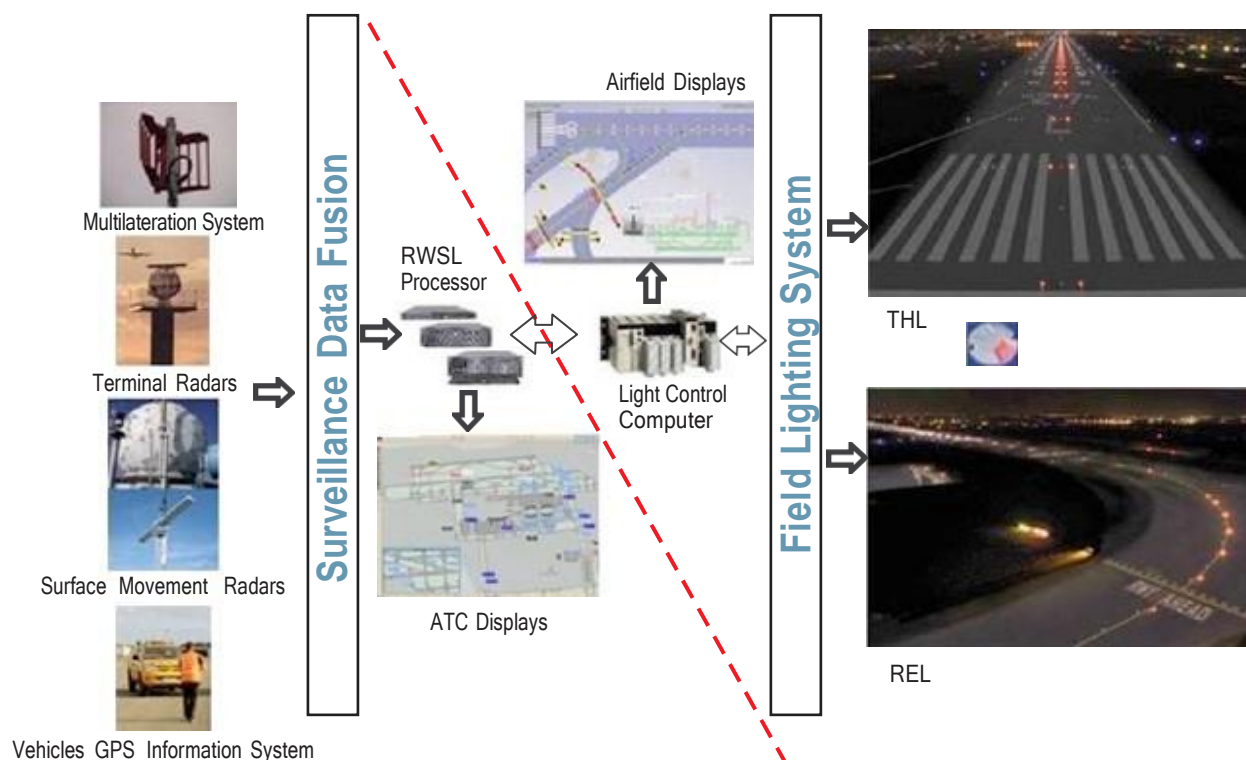 Multilateration System
Terminal Radars
Surface Movement Radars
Vehicles GPS Information System
Surveillance Data Fusion
RWSL
Processor
ATC Displays
Airfield Displays
Light Control
Computer
Field Lighting System
THL
RWY AHEAD
REL